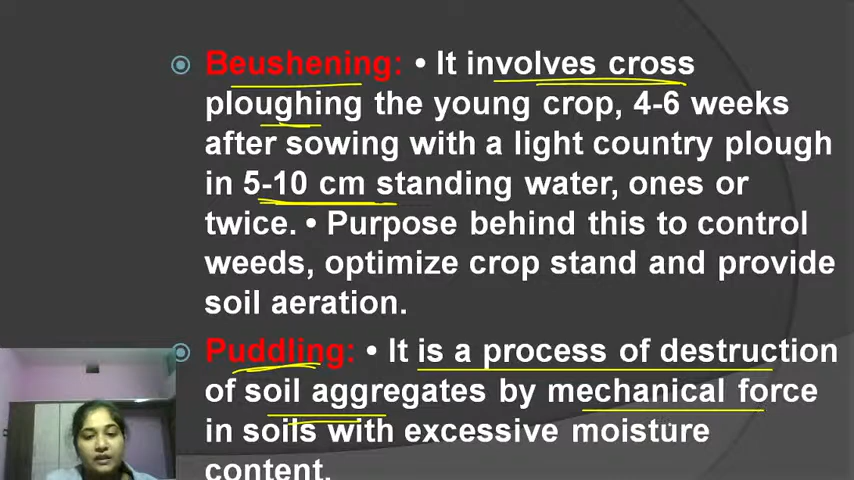 Beushening: • It involves cross
ploughing the young crop, 4-6 weeks
after sowing with a light country plough
in 5-10 cm standing water, ones or
twice. • Purpose behind this to control
weeds, optimize crop stand and provide
soil aeration.
Puddling: • It is a process of destruction
of soil aggregates by mechanical force
in soils with excessive moisture
content.